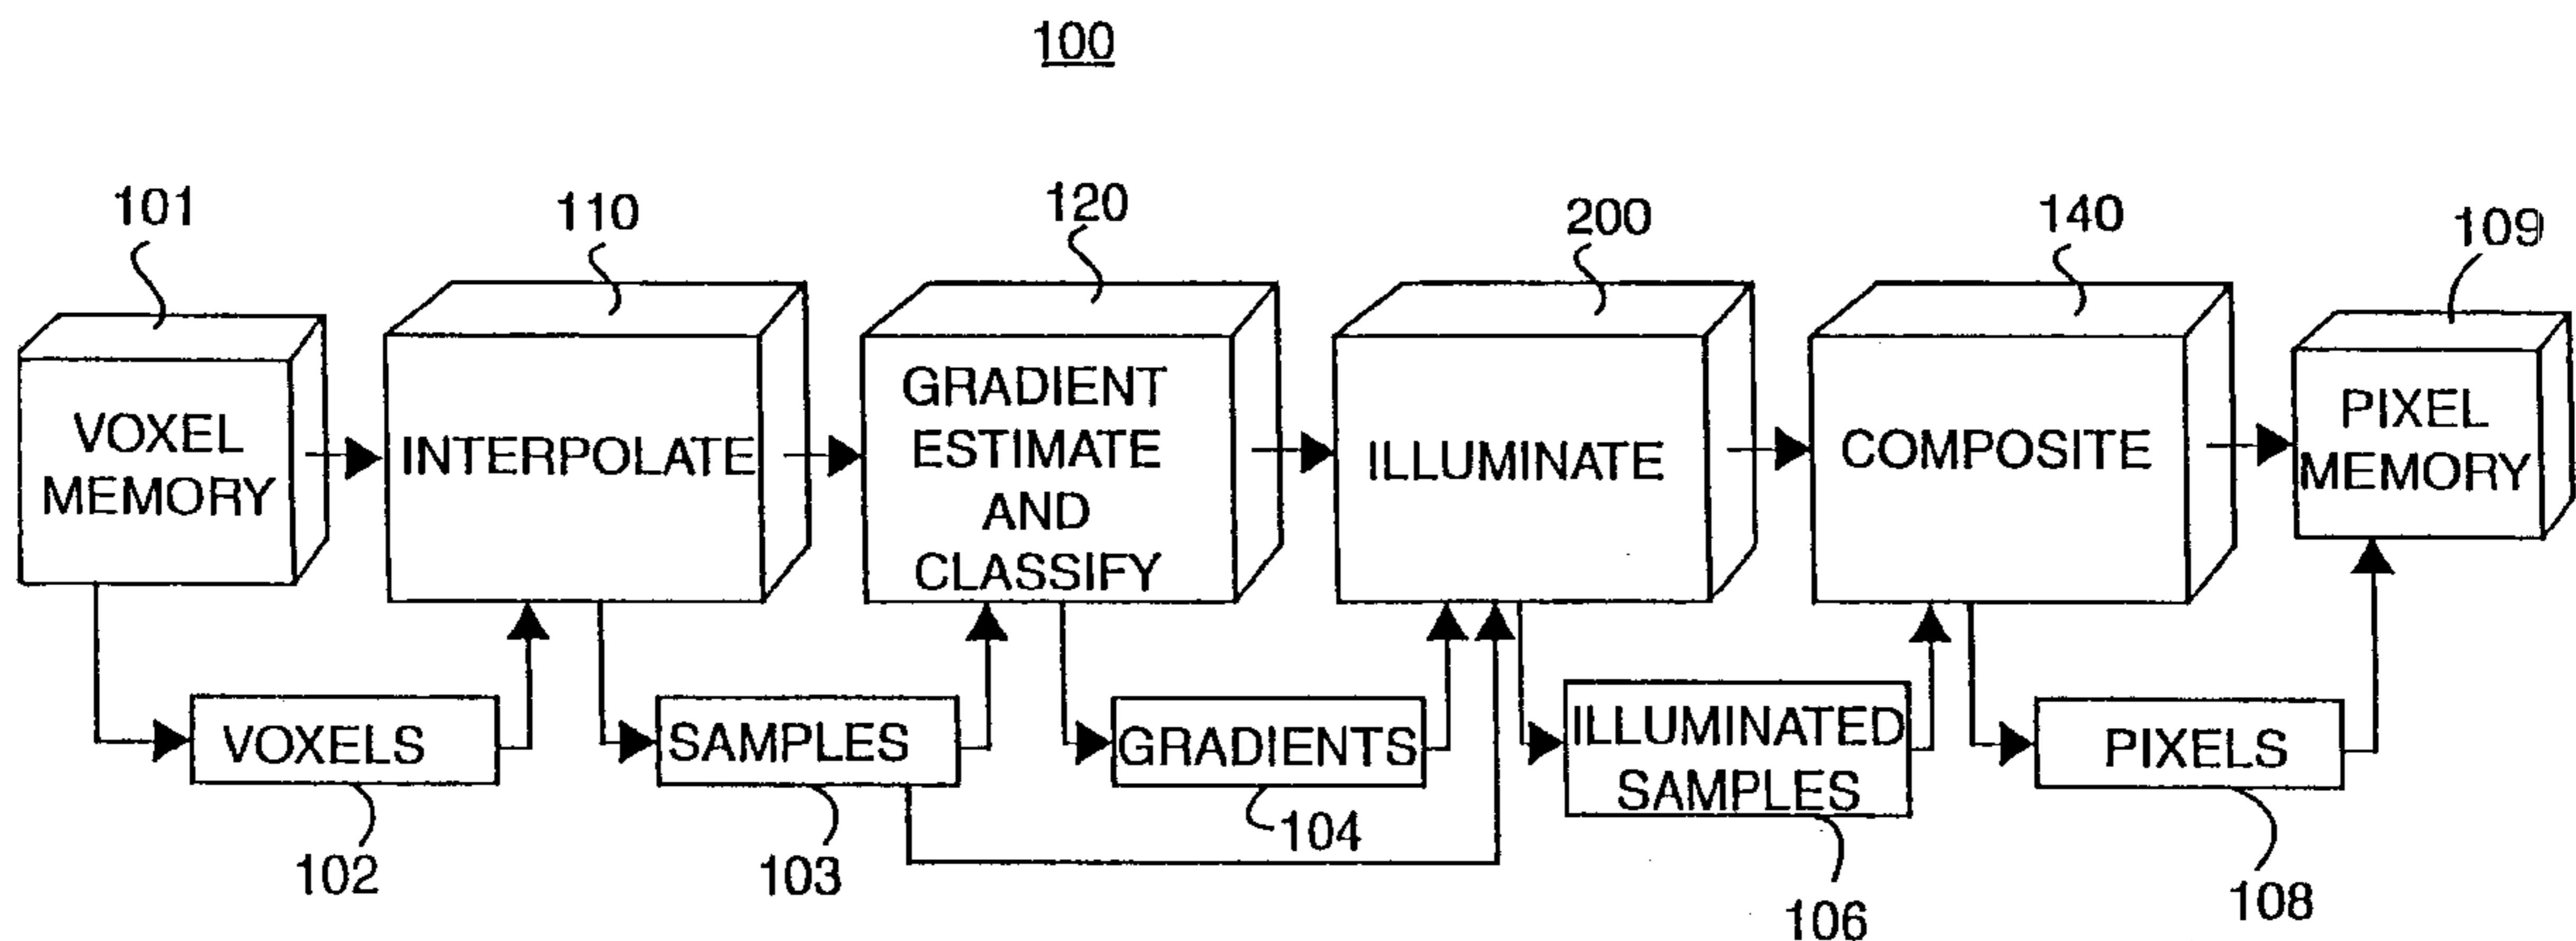 100
101
110
120
200
140
109
VOXEL
MEMORY
INTERPOLATE
GRADIENT
ESTIMATE
AND
CLASSIFY
ILLUMINATE
COMPOSITE
PIXEL
MEMORY
VOXELS
SAMPLES
GRADIENTS
ILLUMINATED
SAMPLES
PIXELS
102
103
104
106
108